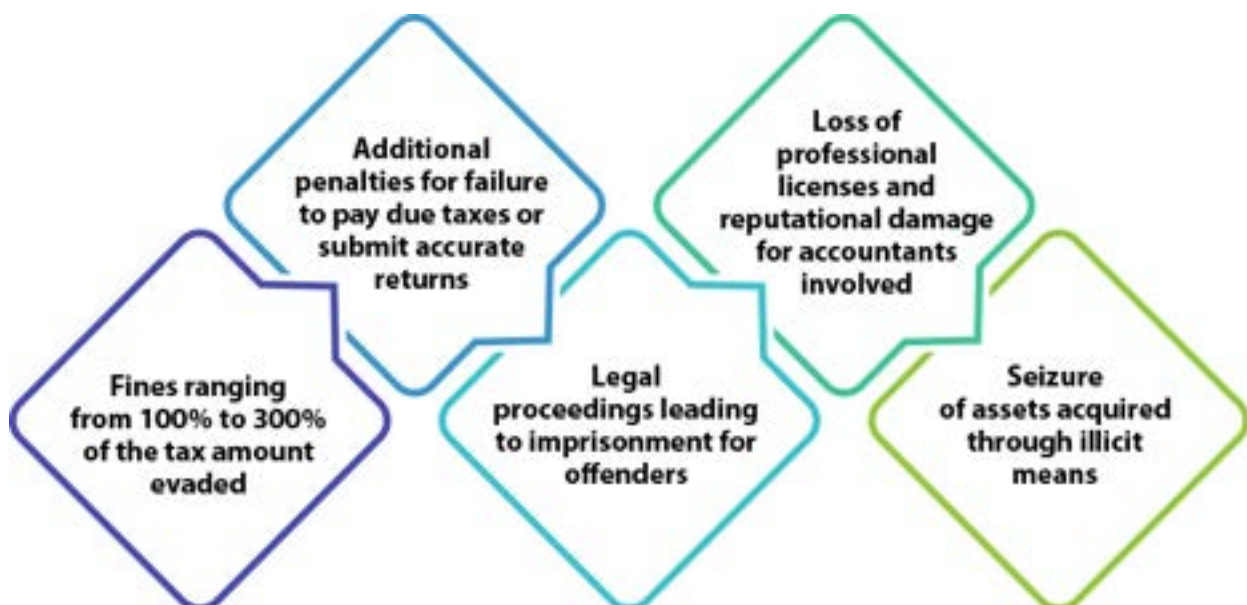 Fines ranging
from 100% to 300%
of the tax amount
evaded
Additional
penalties for failure
to pay due taxes or
submit accurate
returns
Legal
proceedings leading
to imprisonment for
offenders
Loss of
professional
licenses and
reputational damage
for accountants
involved
Seizure
of assets acquired
through illicit
means